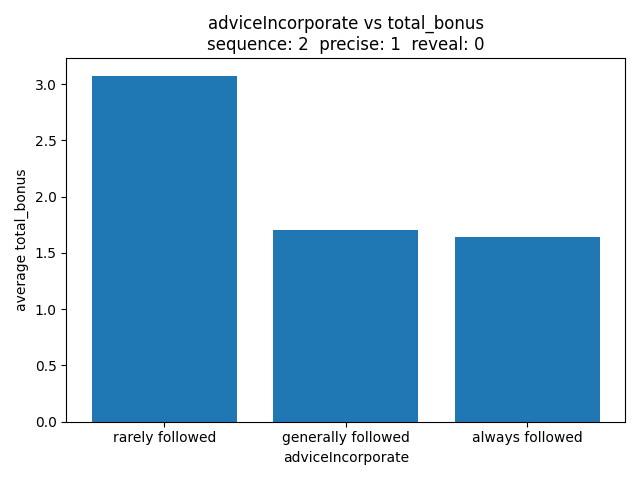 adviceIncorporate vs total_bonus
sequence: 2  precise: 1  reveal: 0
average total_bonus
3.0
2.5
2.0
1.5
1.0
0.5
0.0
rarely followed
generally followed
always followed
adviceIncorporate